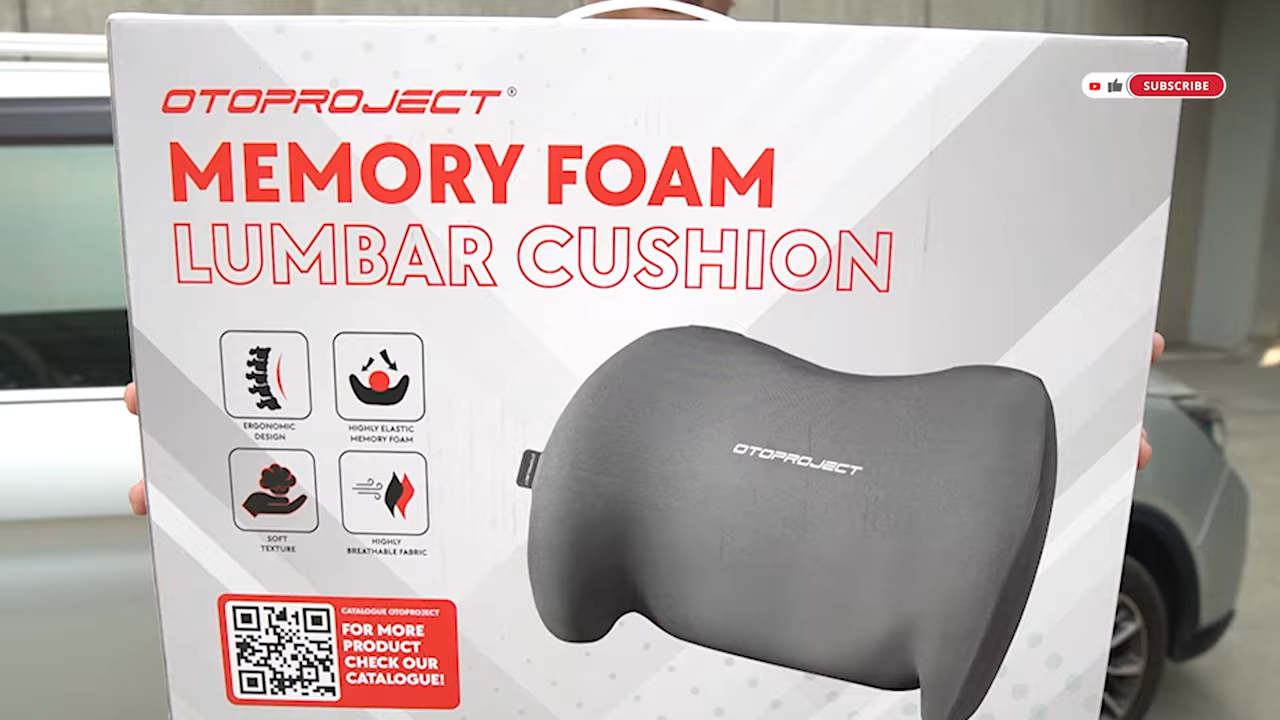 OTOPROJECT®
MEMORY FOAM
LUMBAR CUSHION
SUBSCRIBE
ERGONOMIC
DESIGN
HIGHLY ELASTIC
MEMORY FOAM
SOFT
TEXTURE
HIGHLY
BREATHABLE FABRIC
OTOPROJECT
CATALOGUE OTOPROJECT
FOR MORE
PRODUCT
CHECK OUR
CATALOGUE!